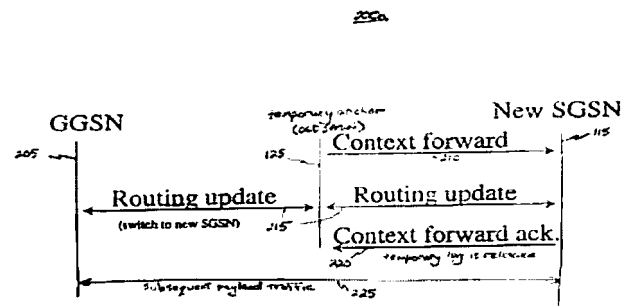 200a
GGSN
temporary anchor
(old SGSN)
New SGSN
205
125
115
Context forward
210
Routing update
Routing update
(switch to new SGSN)
215
Context forward ack.
220
temporary leg is released
subsequent payload traffic
225